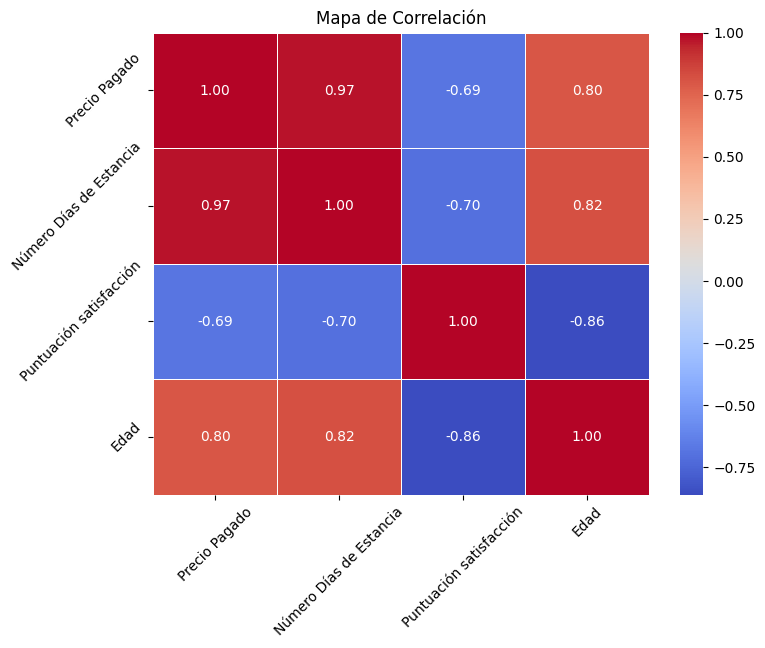 Mapa de Correlación
Precio Pagado
1.00
0.97
-0.69
0.80
Número Días de Estancia
0.97
1.00
-0.70
0.82
Puntuación satisfacción
-0.69
-0.70
1.00
-0.86
Edad
0.80
0.82
-0.86
1.00
Precio Pagado
Número Días de Estancia
Puntuación satisfacción
Edad
1.00
0.75
0.50
0.25
0.00
−0.25
−0.50
−0.75